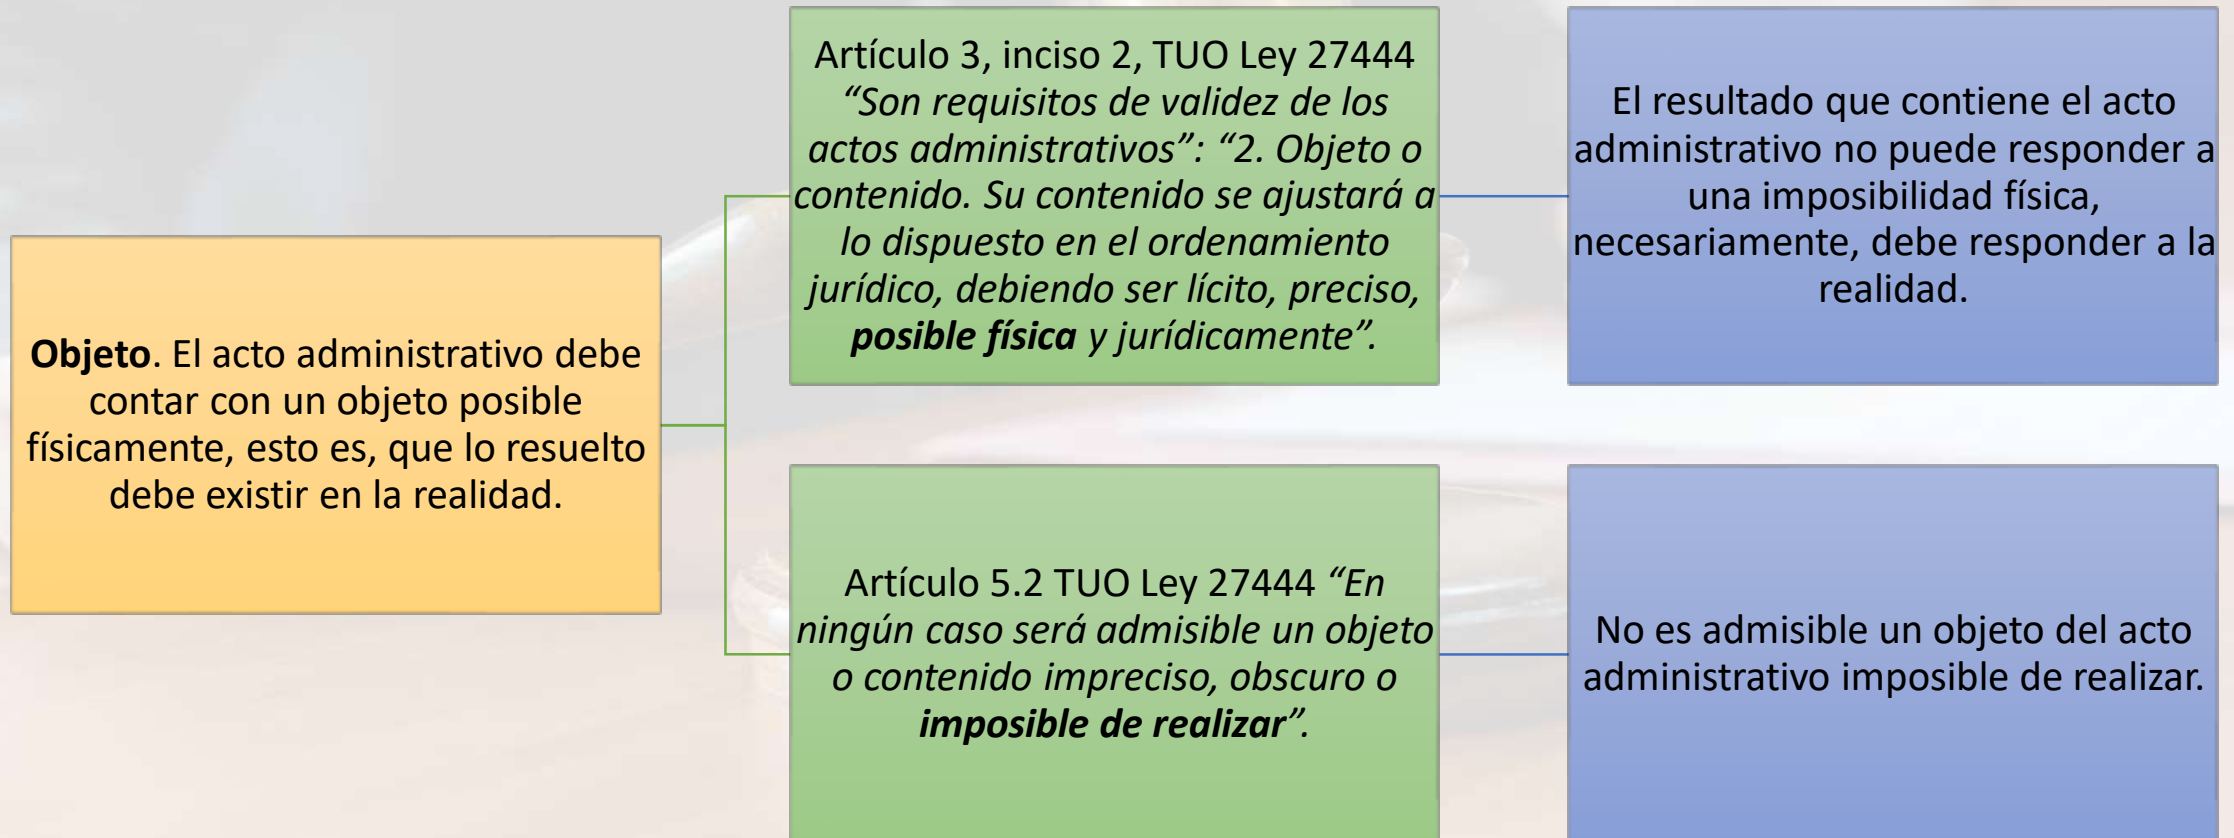 Objeto. El acto administrativo debe
contar con un objeto posible
físicamente, esto es, que lo resuelto
debe existir en la realidad.
Artículo 3, inciso 2, TUO Ley 27444
“Son requisitos de validez de los
actos administrativos”: “2. Objeto o
contenido. Su contenido se ajustará a
lo dispuesto en el ordenamiento
jurídico, debiendo ser lícito, preciso,
posible física y jurídicamente”.
El resultado que contiene el acto
administrativo no puede responder a
una imposibilidad física,
necesariamente, debe responder a la
realidad.
Artículo 5.2 TUO Ley 27444 “En
ningún caso será admisible un objeto
o contenido impreciso, obscuro o
imposible de realizar”.
No es admisible un objeto del acto
administrativo imposible de realizar.